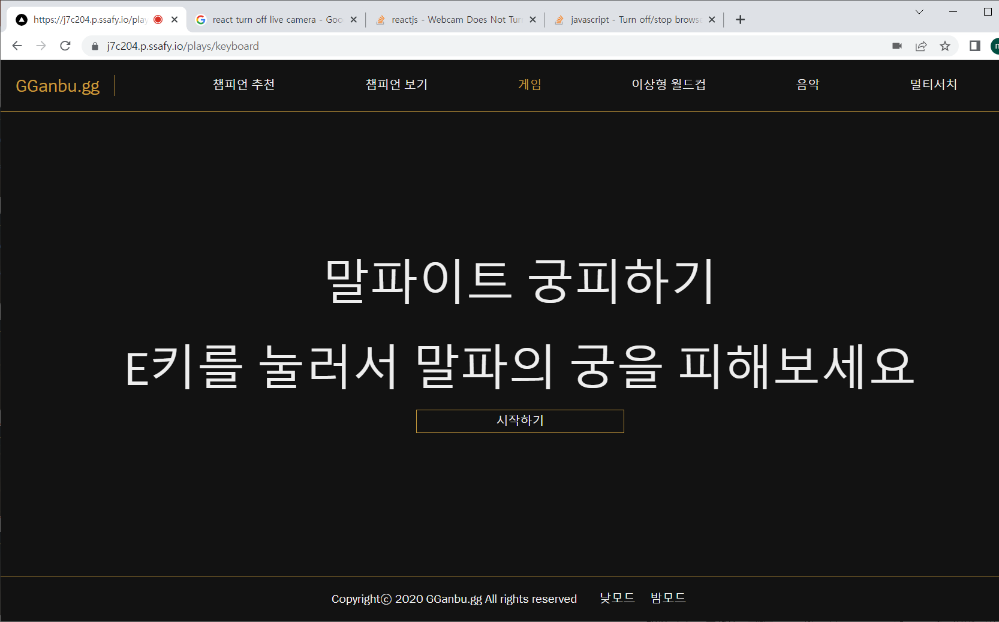 https://j7c204.p.ssafy.io/play
react turn off live camera - Goo
reactjs - Webcam Does Not Tur
javascript - Turn off/stop browse
j7c204.p.ssafy.io/plays/keyboard
GGanbu.gg
챔피언 추천
챔피언 보기
게임
이상형 월드컵
음악
멀티서치
말파이트 궁피하기
E키를 눌러서 말파의 궁을 피해보세요
시작하기
Copyrightⓒ 2020 GGanbu.gg All rights reserved 낮모드 밤모드